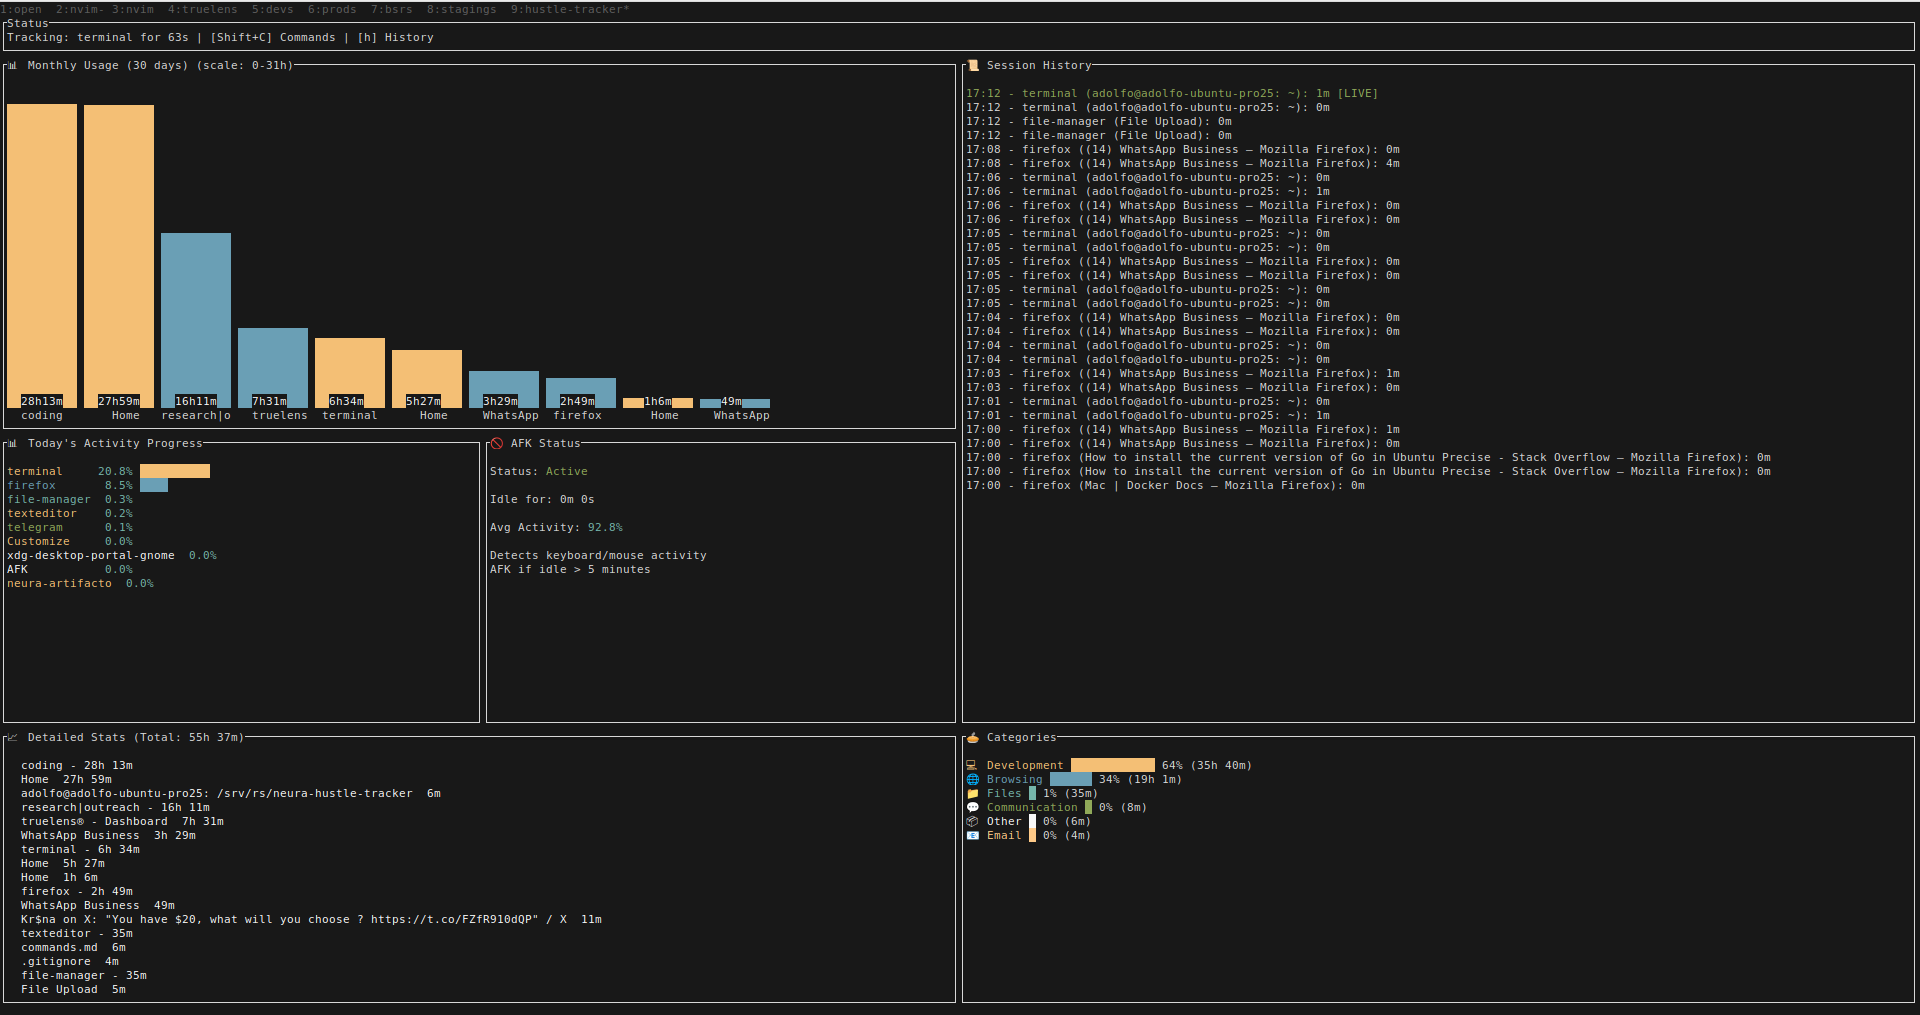 1:open  2:nvim- 3:nvim  4:truelens  5:devs  6:prods  7:bsrs  8:stagings  9:hustle-tracker*
Status
Tracking: terminal for 63s | [Shift+C] Commands | [h] History
Monthly Usage (30 days) (scale: 0-31h)
28h13m 27h59m 16h11m 7h31m 6h34m 5h27m 3h29m 2h49m 1h6m 49m
coding Home research|o truelens terminal Home WhatsApp firefox Home WhatsApp
Today's Activity Progress
terminal 20.8%
firefox 8.5%
file-manager 0.3%
texteditor 0.2%
telegram 0.1%
Customize 0.0%
xdg-desktop-portal-gnome 0.0%
AFK 0.0%
neura-artifacto 0.0%
AFK Status
Status: Active
Idle for: 0m 0s
Avg Activity: 92.8%
Detects keyboard/mouse activity
AFK if idle > 5 minutes
Session History
17:12 - terminal (adolfo@adolfo-ubuntu-pro25: ~): 1m [LIVE]
17:12 - terminal (adolfo@adolfo-ubuntu-pro25: ~): 0m
17:12 - file-manager (File Upload): 0m
17:12 - file-manager (File Upload): 0m
17:08 - firefox ((14) WhatsApp Business — Mozilla Firefox): 0m
17:08 - firefox ((14) WhatsApp Business — Mozilla Firefox): 4m
17:06 - terminal (adolfo@adolfo-ubuntu-pro25: ~): 0m
17:06 - terminal (adolfo@adolfo-ubuntu-pro25: ~): 1m
17:06 - firefox ((14) WhatsApp Business — Mozilla Firefox): 0m
17:06 - firefox ((14) WhatsApp Business — Mozilla Firefox): 0m
17:05 - terminal (adolfo@adolfo-ubuntu-pro25: ~): 0m
17:05 - terminal (adolfo@adolfo-ubuntu-pro25: ~): 0m
17:05 - firefox ((14) WhatsApp Business — Mozilla Firefox): 0m
17:05 - firefox ((14) WhatsApp Business — Mozilla Firefox): 0m
17:05 - terminal (adolfo@adolfo-ubuntu-pro25: ~): 0m
17:05 - terminal (adolfo@adolfo-ubuntu-pro25: ~): 0m
17:04 - firefox ((14) WhatsApp Business — Mozilla Firefox): 0m
17:04 - firefox ((14) WhatsApp Business — Mozilla Firefox): 0m
17:04 - terminal (adolfo@adolfo-ubuntu-pro25: ~): 0m
17:04 - terminal (adolfo@adolfo-ubuntu-pro25: ~): 0m
17:03 - firefox ((14) WhatsApp Business — Mozilla Firefox): 1m
17:03 - firefox ((14) WhatsApp Business — Mozilla Firefox): 0m
17:01 - terminal (adolfo@adolfo-ubuntu-pro25: ~): 0m
17:01 - terminal (adolfo@adolfo-ubuntu-pro25: ~): 1m
17:00 - firefox ((14) WhatsApp Business — Mozilla Firefox): 1m
17:00 - firefox ((14) WhatsApp Business — Mozilla Firefox): 0m
17:00 - firefox (How to install the current version of Go in Ubuntu Precise - Stack Overflow — Mozilla Firefox): 0m
17:00 - firefox (How to install the current version of Go in Ubuntu Precise - Stack Overflow — Mozilla Firefox): 0m
17:00 - firefox (Mac | Docker Docs — Mozilla Firefox): 0m
Detailed Stats (Total: 55h 37m)
coding - 28h 13m
Home  27h 59m
adolfo@adolfo-ubuntu-pro25: /srv/rs/neura-hustle-tracker  6m
research|outreach - 16h 11m
truelens® - Dashboard  7h 31m
WhatsApp Business  3h 29m
terminal - 6h 34m
Home  5h 27m
Home  1h 6m
firefox - 2h 49m
WhatsApp Business  49m
Kr$na on X: "You have $20, what will you choose ? https://t.co/FZfR910dQP" / X  11m
texteditor - 35m
commands.md  6m
.gitignore  4m
file-manager - 35m
File Upload  5m
Categories
Development 64% (35h 40m)
Browsing 34% (19h 1m)
Files 1% (35m)
Communication 0% (8m)
Other 0% (6m)
Email 0% (4m)